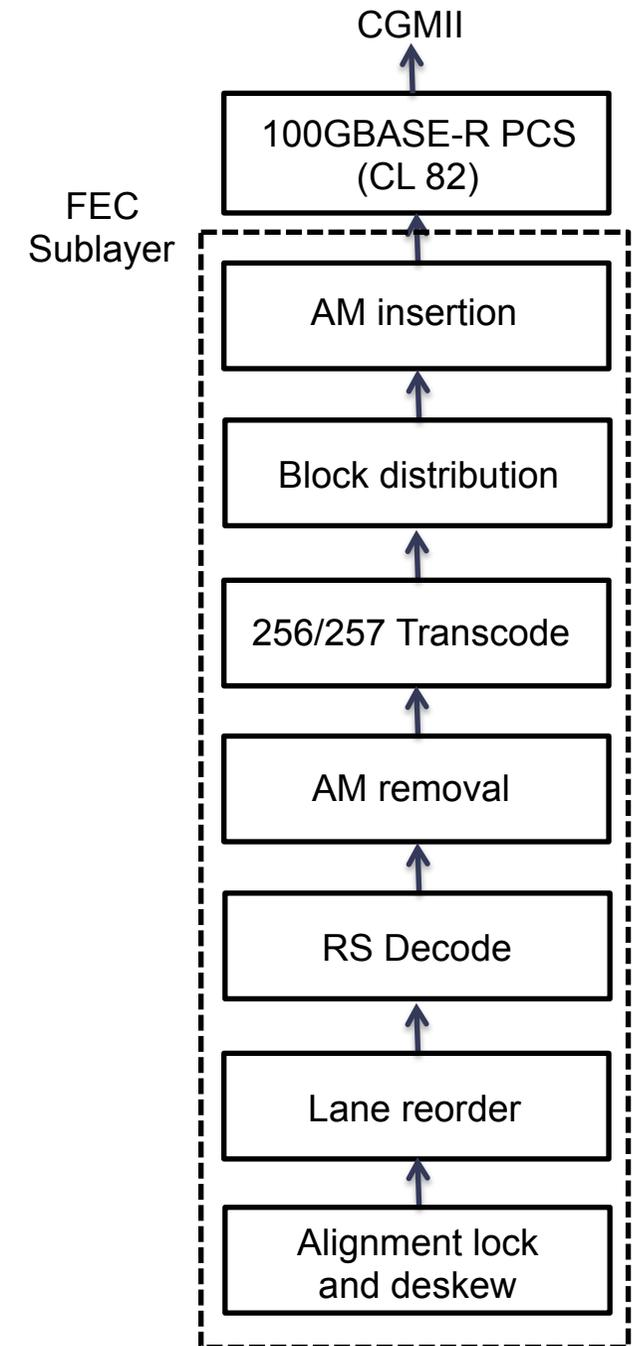 CGMII
100GBASE-R PCS
(CL 82)
FEC
Sublayer
AM insertion
Block distribution
256/257 Transcode
AM removal
RS Decode
Lane reorder
Alignment lock
and deskew